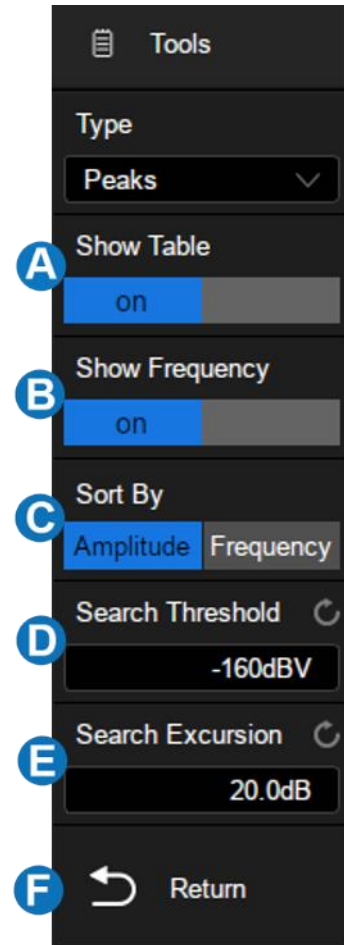 Tools
Type
Peaks
A Show Table
on
B Show Frequency
on
C Sort By
Amplitude Frequency
D Search Threshold
-160dBV
E Search Excursion
20.0dB
F Return